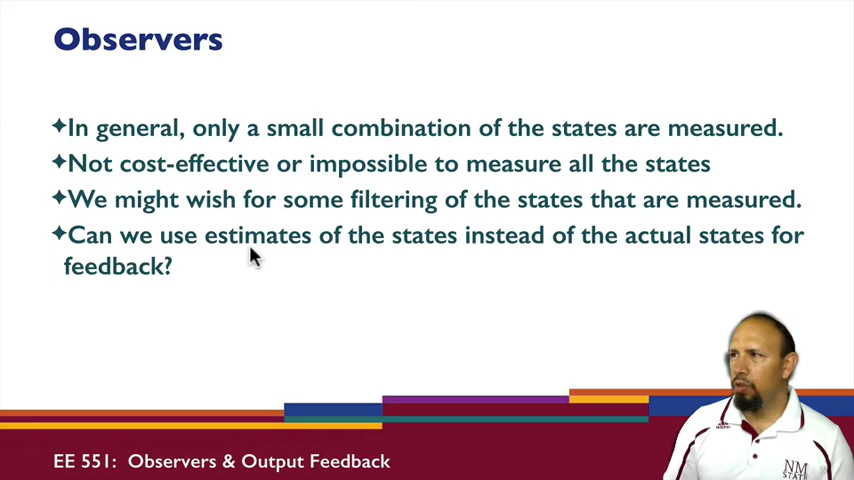 Observers
✦In general, only a small combination of the states are measured.
✦Not cost-effective or impossible to measure all the states
✦We might wish for some filtering of the states that are measured.
✦Can we use estimates of the states instead of the actual states for
feedback?
NM
STATE
EE 551: Observers & Output Feedback